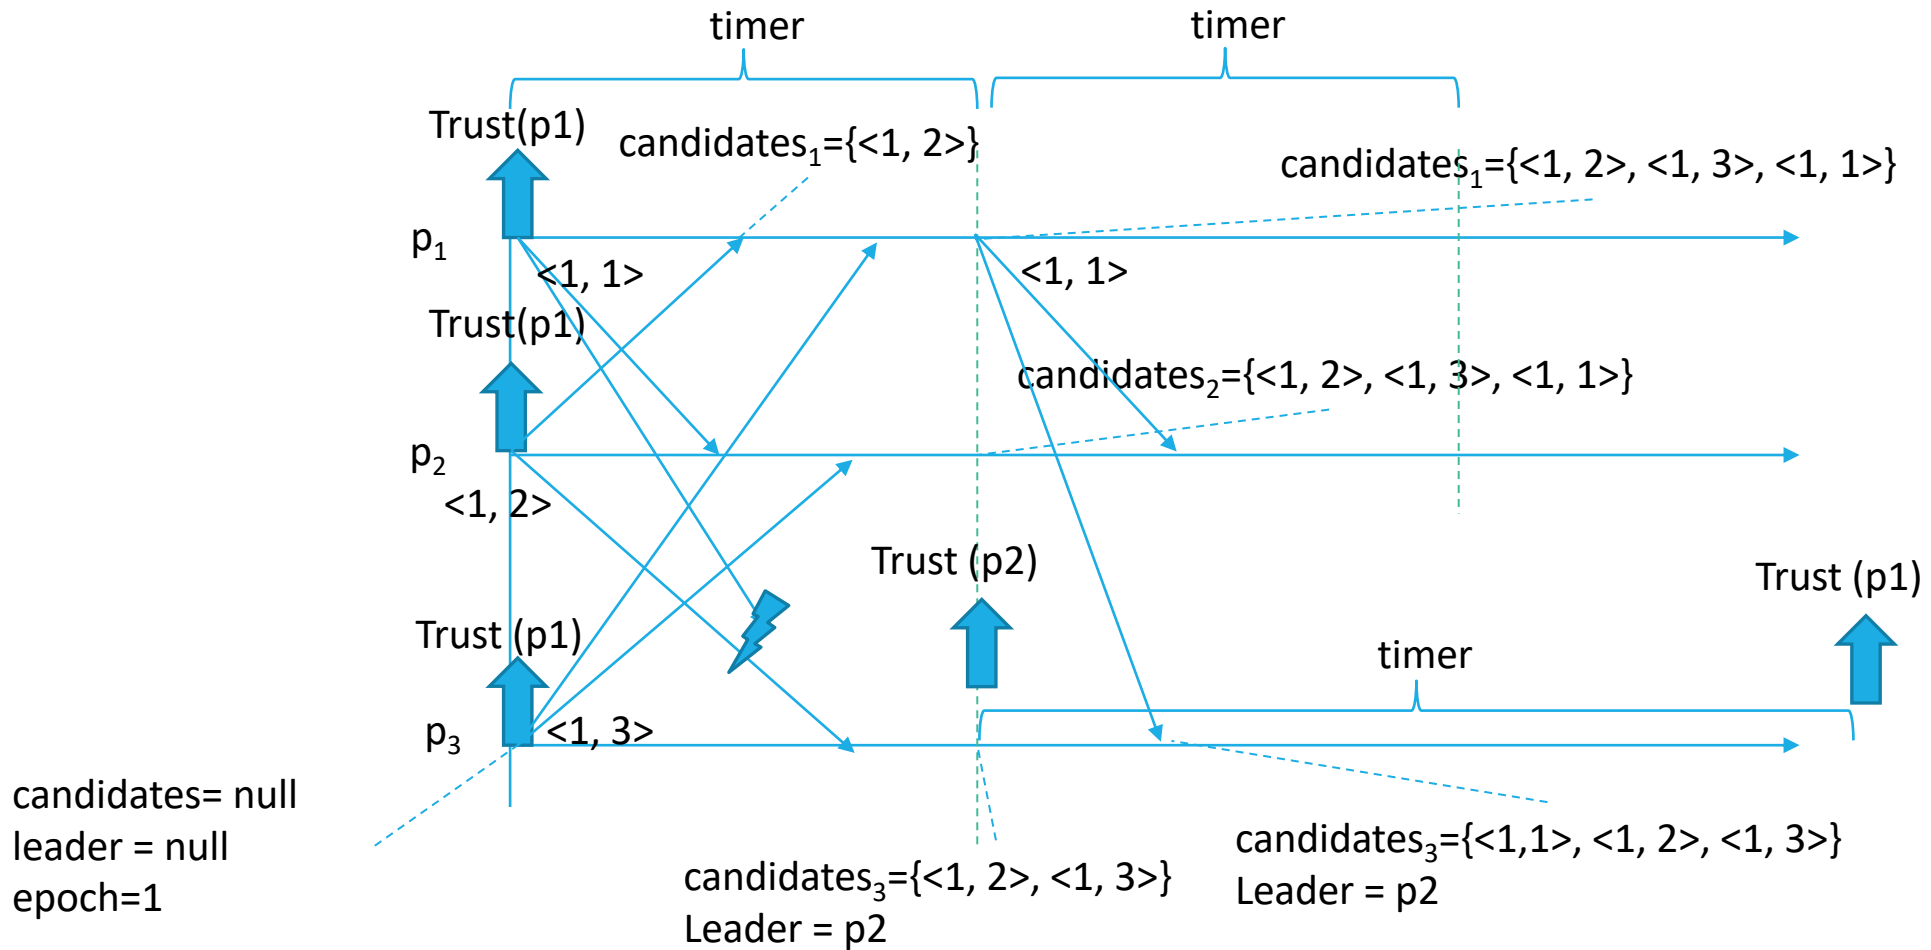 timer
timer
Trust(p1)
candidates1={<1, 2>}
candidates1={<1, 2>, <1, 3>, <1, 1>}
p1
<1, 1>
<1, 1>
Trust(p1)
candidates2={<1, 2>, <1, 3>, <1, 1>}
p2
<1, 2>
Trust (p2)
Trust (p1)
Trust (p1)
timer
p3
<1, 3>
candidates= null
leader = null
epoch=1
candidates3={<1, 2>, <1, 3>}
Leader = p2
candidates3={<1,1>, <1, 2>, <1, 3>}
Leader = p2